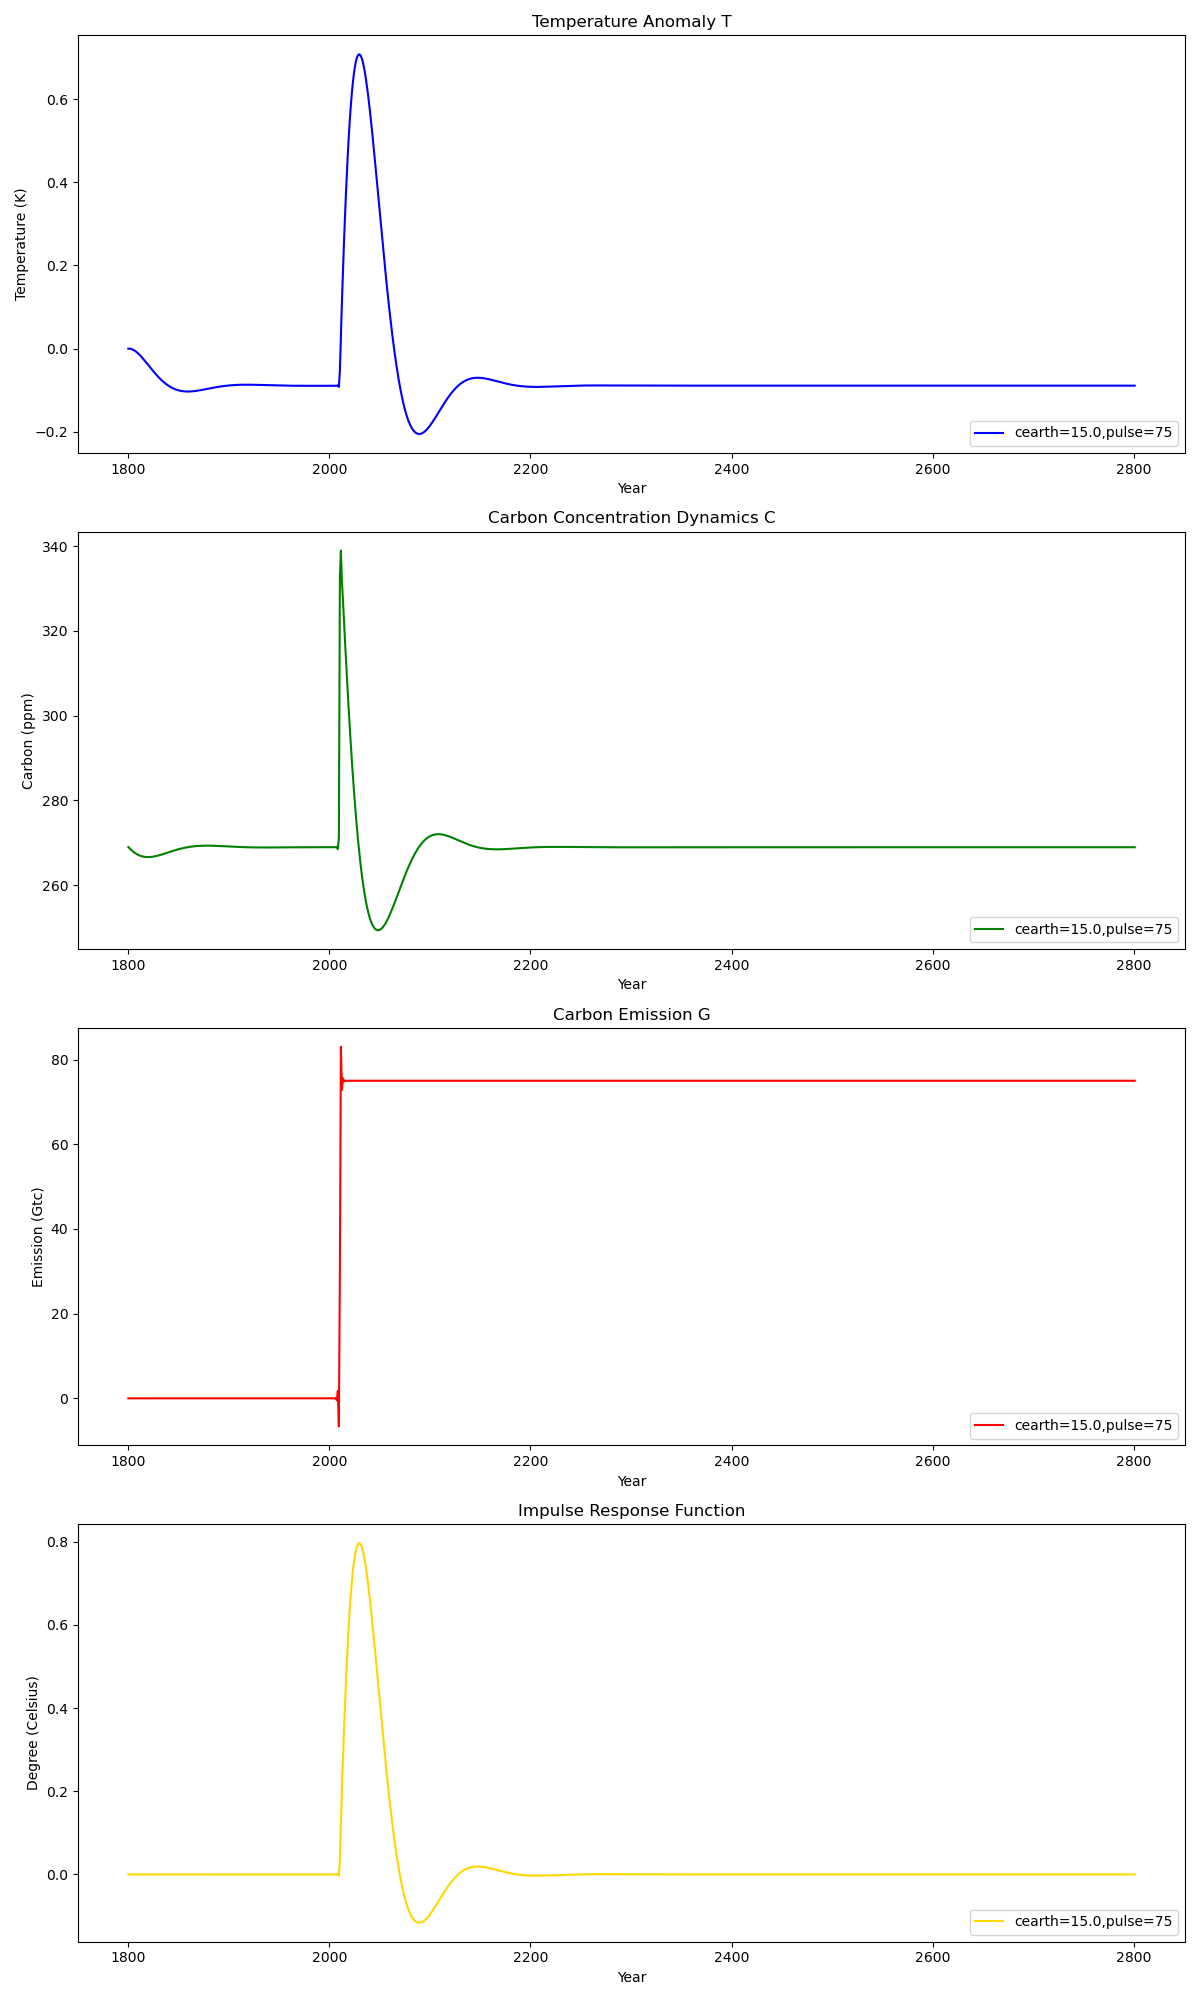 Temperature Anomaly T
Temperature (K)
0.6
0.4
0.2
0.0
−0.2
cearth=15.0,pulse=75
1800 2000 2200 2400 2600 2800
Year
Carbon Concentration Dynamics C
Carbon (ppm)
340
320
300
280
260
cearth=15.0,pulse=75
1800 2000 2200 2400 2600 2800
Year
Carbon Emission G
Emission (Gtc)
80
60
40
20
0
cearth=15.0,pulse=75
1800 2000 2200 2400 2600 2800
Year
Impulse Response Function
Degree (Celsius)
0.8
0.6
0.4
0.2
0.0
cearth=15.0,pulse=75
1800 2000 2200 2400 2600 2800
Year